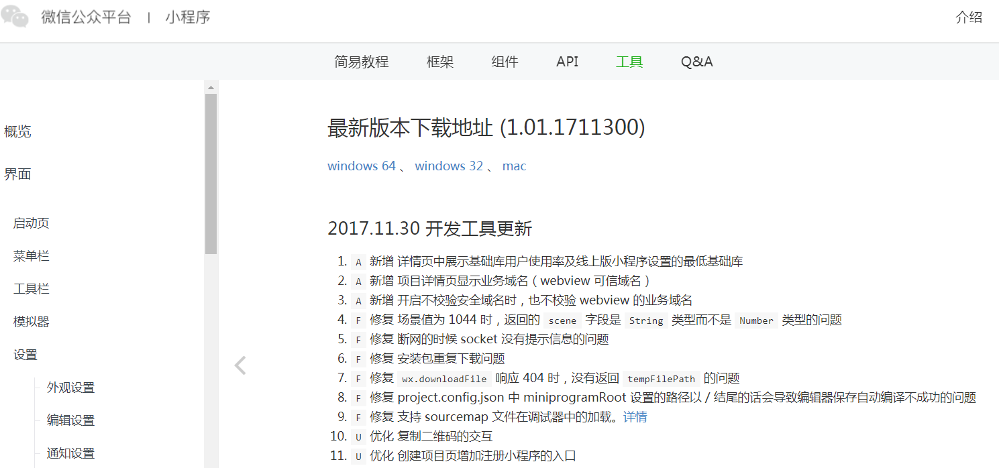 微信公众平台 | 小程序
介绍
简易教程 框架 组件 API 工具 Q&A
概览
界面
启动页
菜单栏
工具栏
模拟器
设置
外观设置
编辑设置
通知设置
最新版本下载地址 (1.01.1711300)
windows 64 、 windows 32 、 mac
2017.11.30 开发工具更新
1. A 新增 详情页中展示基础库用户使用率及线上版小程序设置的最低基础库
2. A 新增 项目详情页显示业务域名 ( webview 可信域名 )
3. A 新增 开启不校验安全域名时，也不校验 webview 的业务域名
4. F 修复 场景值为 1044 时，返回的 scene 字段是 String 类型而不是 Number 类型的问题
5. F 修复 断网的时候 socket 没有提示信息的问题
6. F 修复 安装包重复下载问题
7. F 修复 wx.downloadFile 响应 404 时，没有返回 tempFilePath 的问题
8. F 修复 project.config.json 中 miniprogramRoot 设置的路径以 / 结尾的话会导致编辑器保存自动编译不成功的问题
9. F 修复 支持 sourcemap 文件在调试器中的加载。详情
10. U 优化 复制二维码的交互
11. U 优化 创建项目页增加注册小程序的入口